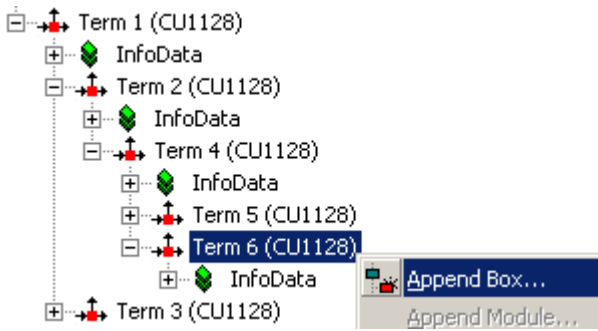 Term 1 (CU1128)
InfoData
Term 2 (CU1128)
InfoData
Term 4 (CU1128)
InfoData
Term 5 (CU1128)
Term 6 (CU1128)
InfoData
Append Box...
Term 3 (CU1128)
Append Module...